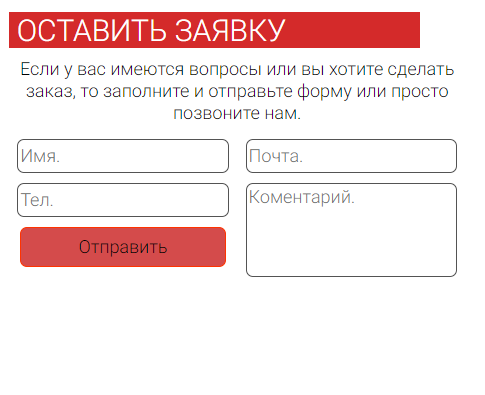 ОСТАВИТЬ ЗАЯВКУ
Если у вас имеются вопросы или вы хотите сделать
заказ, то заполните и отправьте форму или просто
позвоните нам.
Имя.
Почта.
Тел.
Коментарий.
Отправить